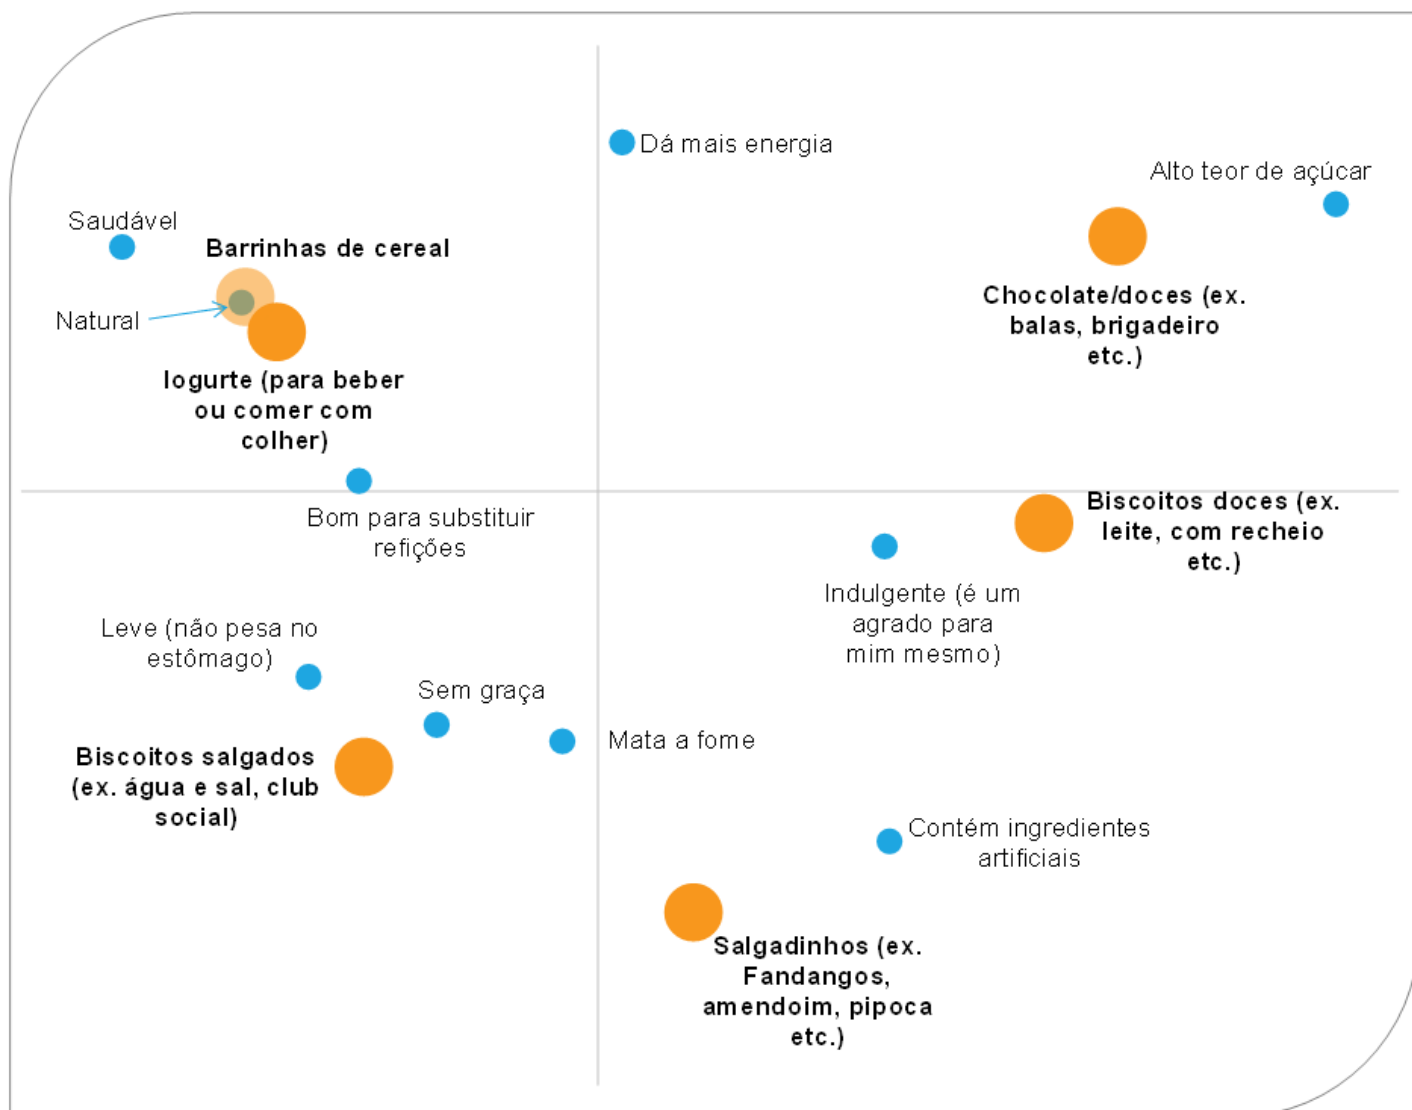 Dá mais energia
Alto teor de açúcar
Saudável
Barrinhas de cereal
Natural
Chocolate/doces (ex.
balas, brigadeiro
etc.)
Iogurte (para beber
ou comer com
colher)
Bom para substituir
refições
Biscoitos doces (ex.
leite, com recheio
etc.)
Indulgente (é um
agrado para
mim mesmo)
Leve (não pesa no
estômago)
Sem graça
Mata a fome
Biscoitos salgados
(ex. água e sal, club
social)
Contém ingredientes
artificiais
Salgadinhos (ex.
Fandangos,
amendoim, pipoca
etc.)